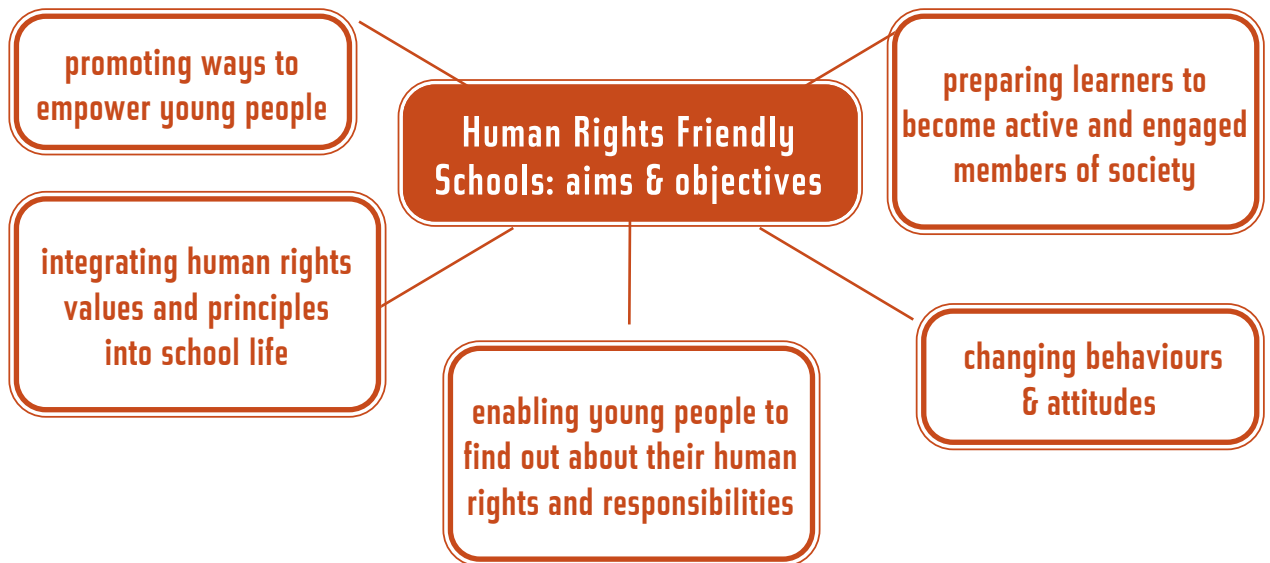 promoting ways to
empower young people
Human Rights Friendly
Schools: aims & objectives
preparing learners to
become active and engaged
members of society
integrating human rights
values and principles
into school life
enabling young people to
find out about their human
rights and responsibilities
changing behaviours
& attitudes